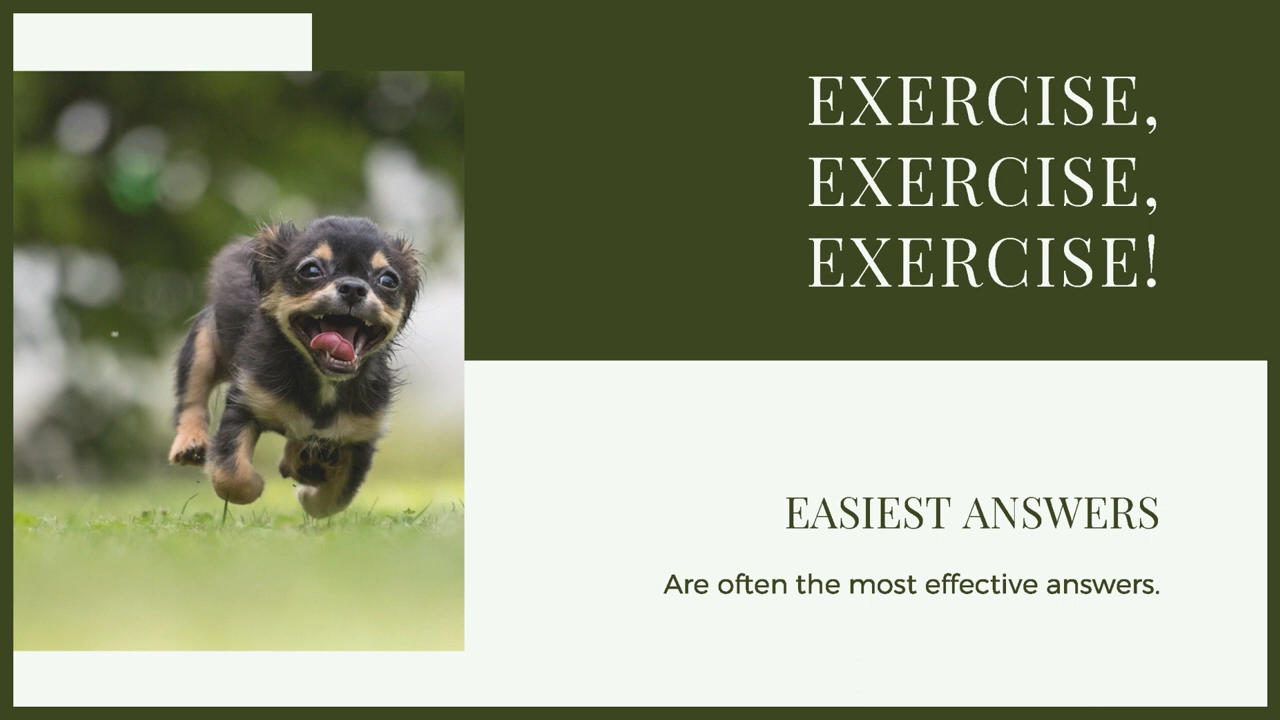 EXERCISE,
EXERCISE,
EXERCISE!
EASIEST ANSWERS
Are often the most effective answers.